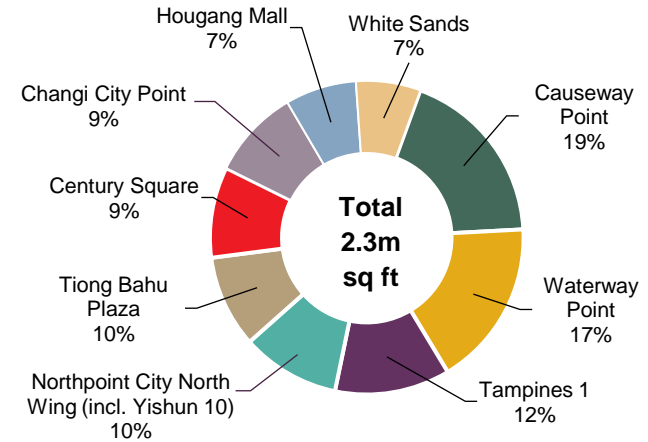 Hougang Mall
7%
White Sands
7%
Causeway
Point
19%
Waterway
Point
17%
Tampines 1
12%
Northpoint City North
Wing (incl. Yishun 10)
10%
Tiong Bahu
Plaza
10%
Century Square
9%
Changi City Point
9%
Total
2.3m
sq ft